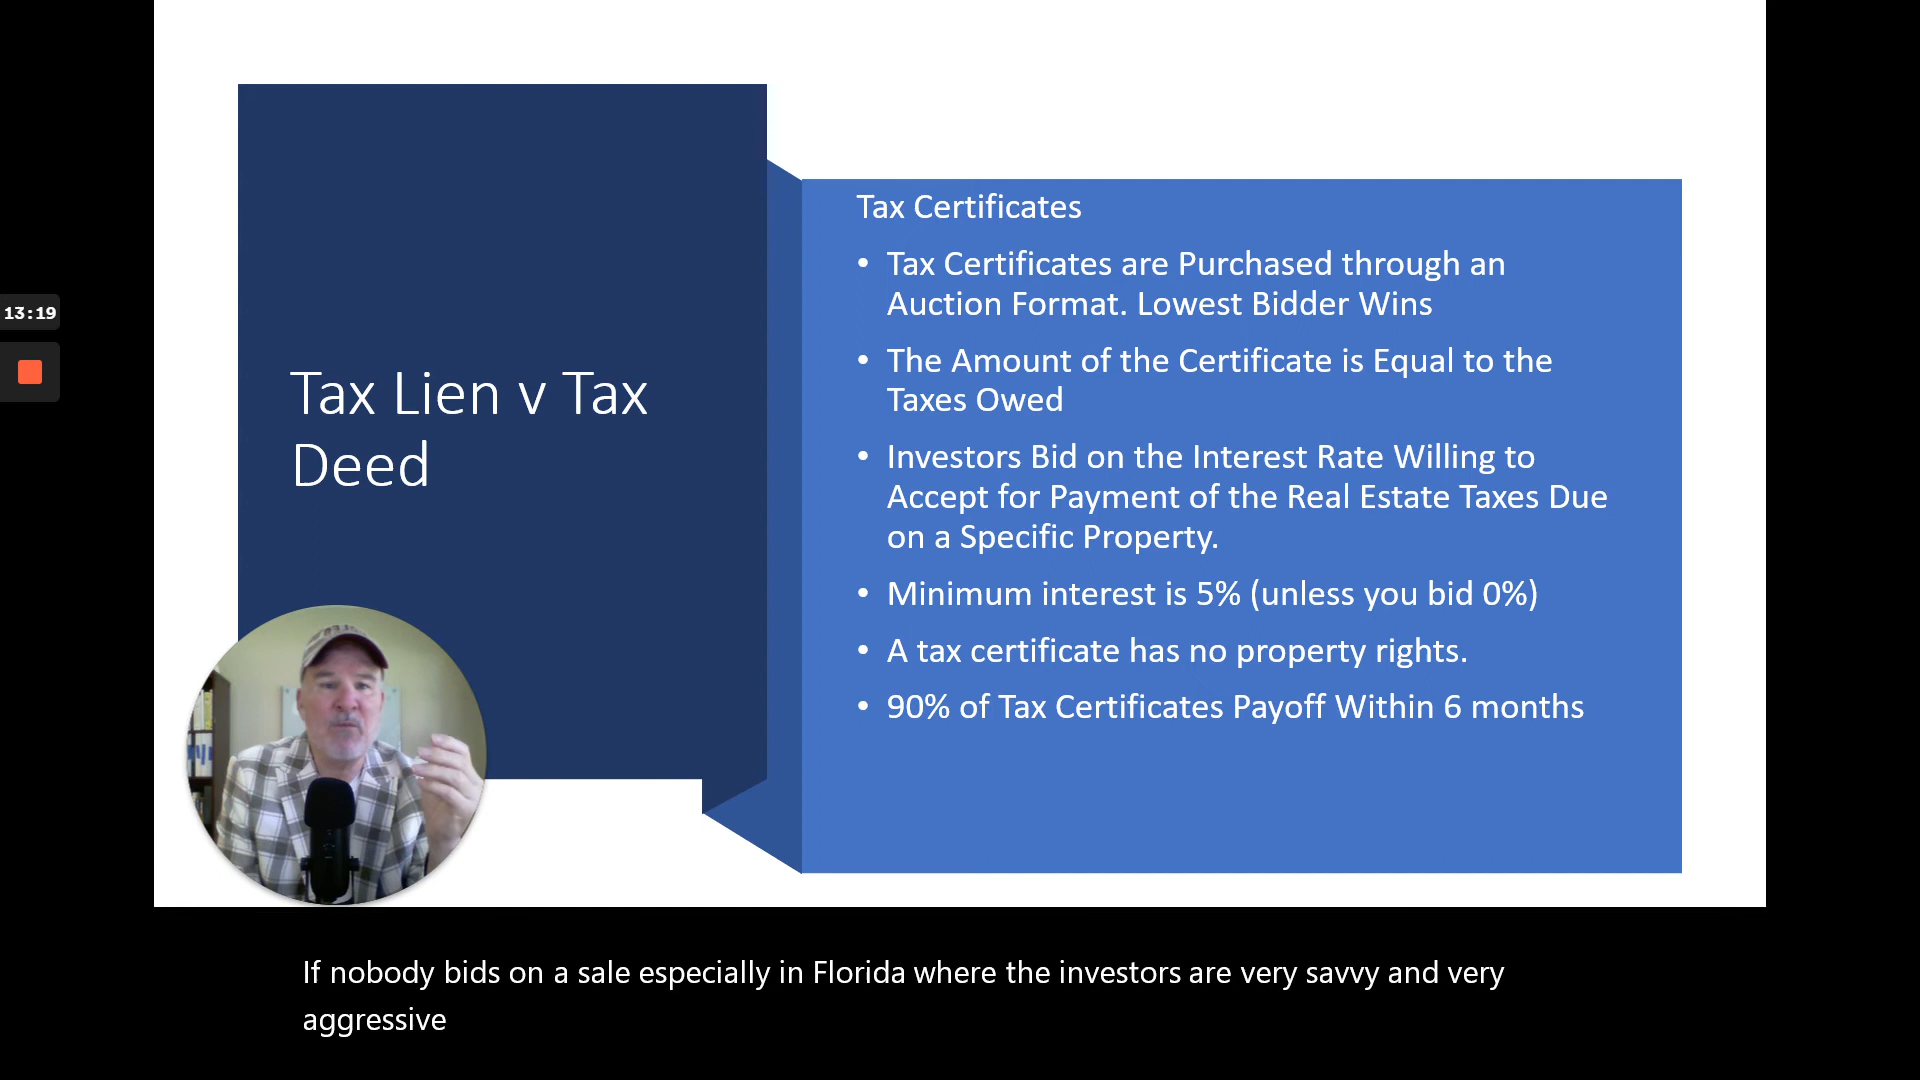 13:19
Tax Lien v Tax
Deed
Tax Certificates
• Tax Certificates are Purchased through an
Auction Format. Lowest Bidder Wins
• The Amount of the Certificate is Equal to the
Taxes Owed
• Investors Bid on the Interest Rate Willing to
Accept for Payment of the Real Estate Taxes Due
on a Specific Property.
• Minimum interest is 5% (unless you bid 0%)
• A tax certificate has no property rights.
• 90% of Tax Certificates Payoff Within 6 months
If nobody bids on a sale especially in Florida where the investors are very savvy and very
aggressive